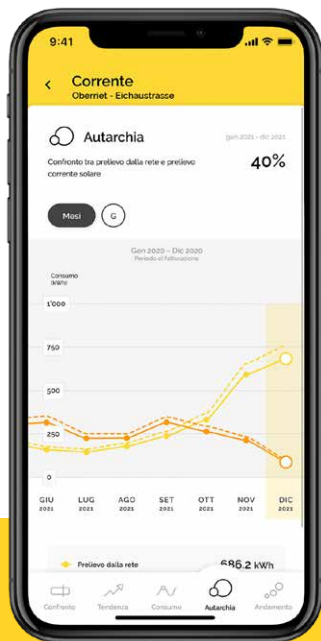 9:41
Corrente
Oberriet - Eichaustrasse
Autarchia
gen 2021 - dic 2021
Confronto tra prelievo dalla rete e prelievo
corrente solare
40%
Mesi
G
Gen 2020 - Dic 2020
Periodo di fatturazione
Consumo
(kWh)
1'000
750
500
250
0
GIU LUG AGO SET OTT NOV DIC
2021 2021 2021 2021 2021 2021 2021
Prelievo dalla rete 686.2 kWh
Confronto Tendenza Consumo Autarchia Andamento